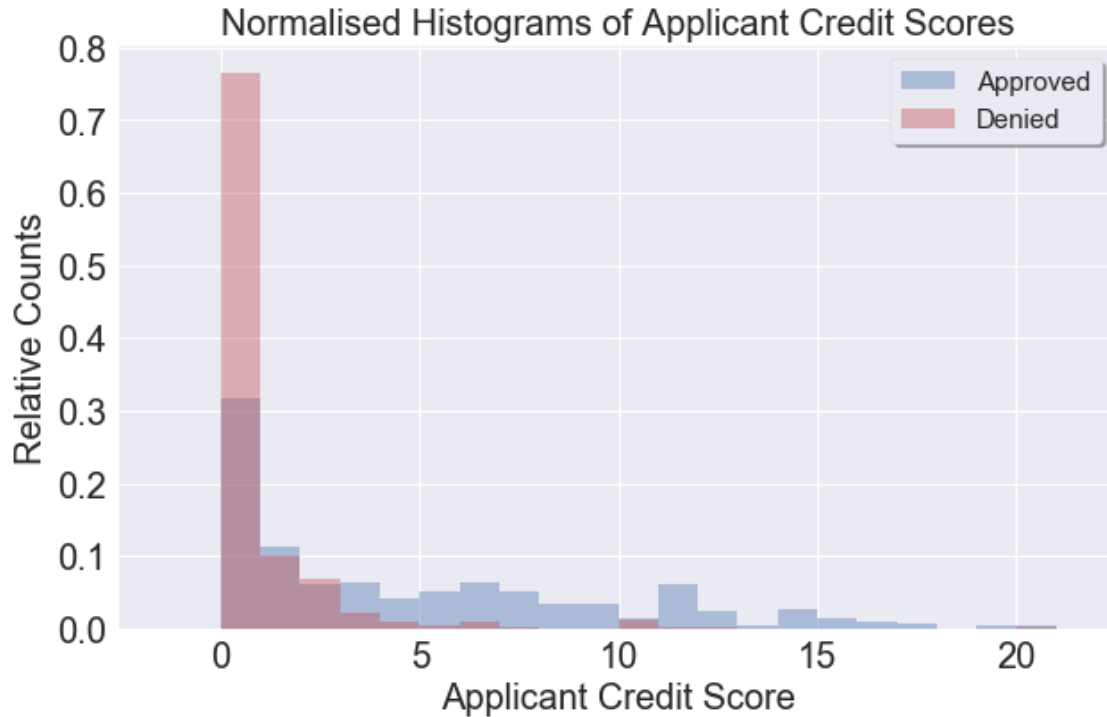 Normalised Histograms of Applicant Credit Scores
0.8
0.7
0.6
0.5
0.4
0.3
0.2
0.1
0.0
Relative Counts
Approved
Denied
0 5 10 15 20
Applicant Credit Score